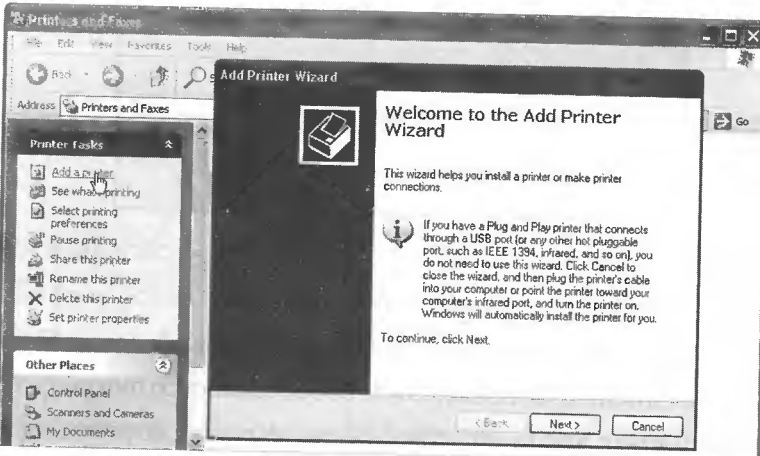 Printers and Faxes
File Edit View Favorites Tools Help
Back
Address Printers and Faxes
Go
Printer Tasks
Add a printer
See what's printing
Select printing
preferences
Pause printing
Share this printer
Rename this printer
Delete this printer
Set printer properties
Other Places
Control Panel
Scanners and Cameras
My Documents
Add Printer Wizard
Welcome to the Add Printer
Wizard
This wizard helps you install a printer or make printer
connections.
If you have a Plug and Play printer that connects
through a USB port (or any other hot pluggable
port, such as IEEE 1394, infrared, and so on), you
do not need to use this wizard. Click Cancel to
close the wizard, and then plug the printer's cable
into your computer or point the printer toward your
computer's infrared port, and turn the printer on.
Windows will automatically install the printer for you.
To continue, click Next.
< Back Next > Cancel